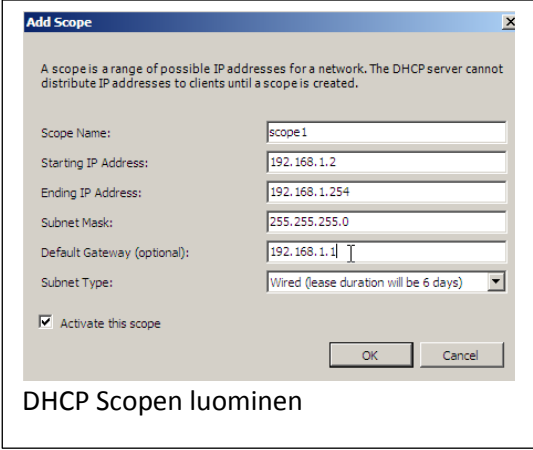 Add Scope
A scope is a range of possible IP addresses for a network. The DHCP server cannot
distribute IP addresses to clients until a scope is created.
Scope Name:
scope1
Starting IP Address:
192.168.1.2
Ending IP Address:
192.168.1.254
Subnet Mask:
255.255.255.0
Default Gateway (optional):
192.168.1.1
Subnet Type:
Wired (lease duration will be 6 days)
Activate this scope
OK
Cancel
DHCP Scopen luominen